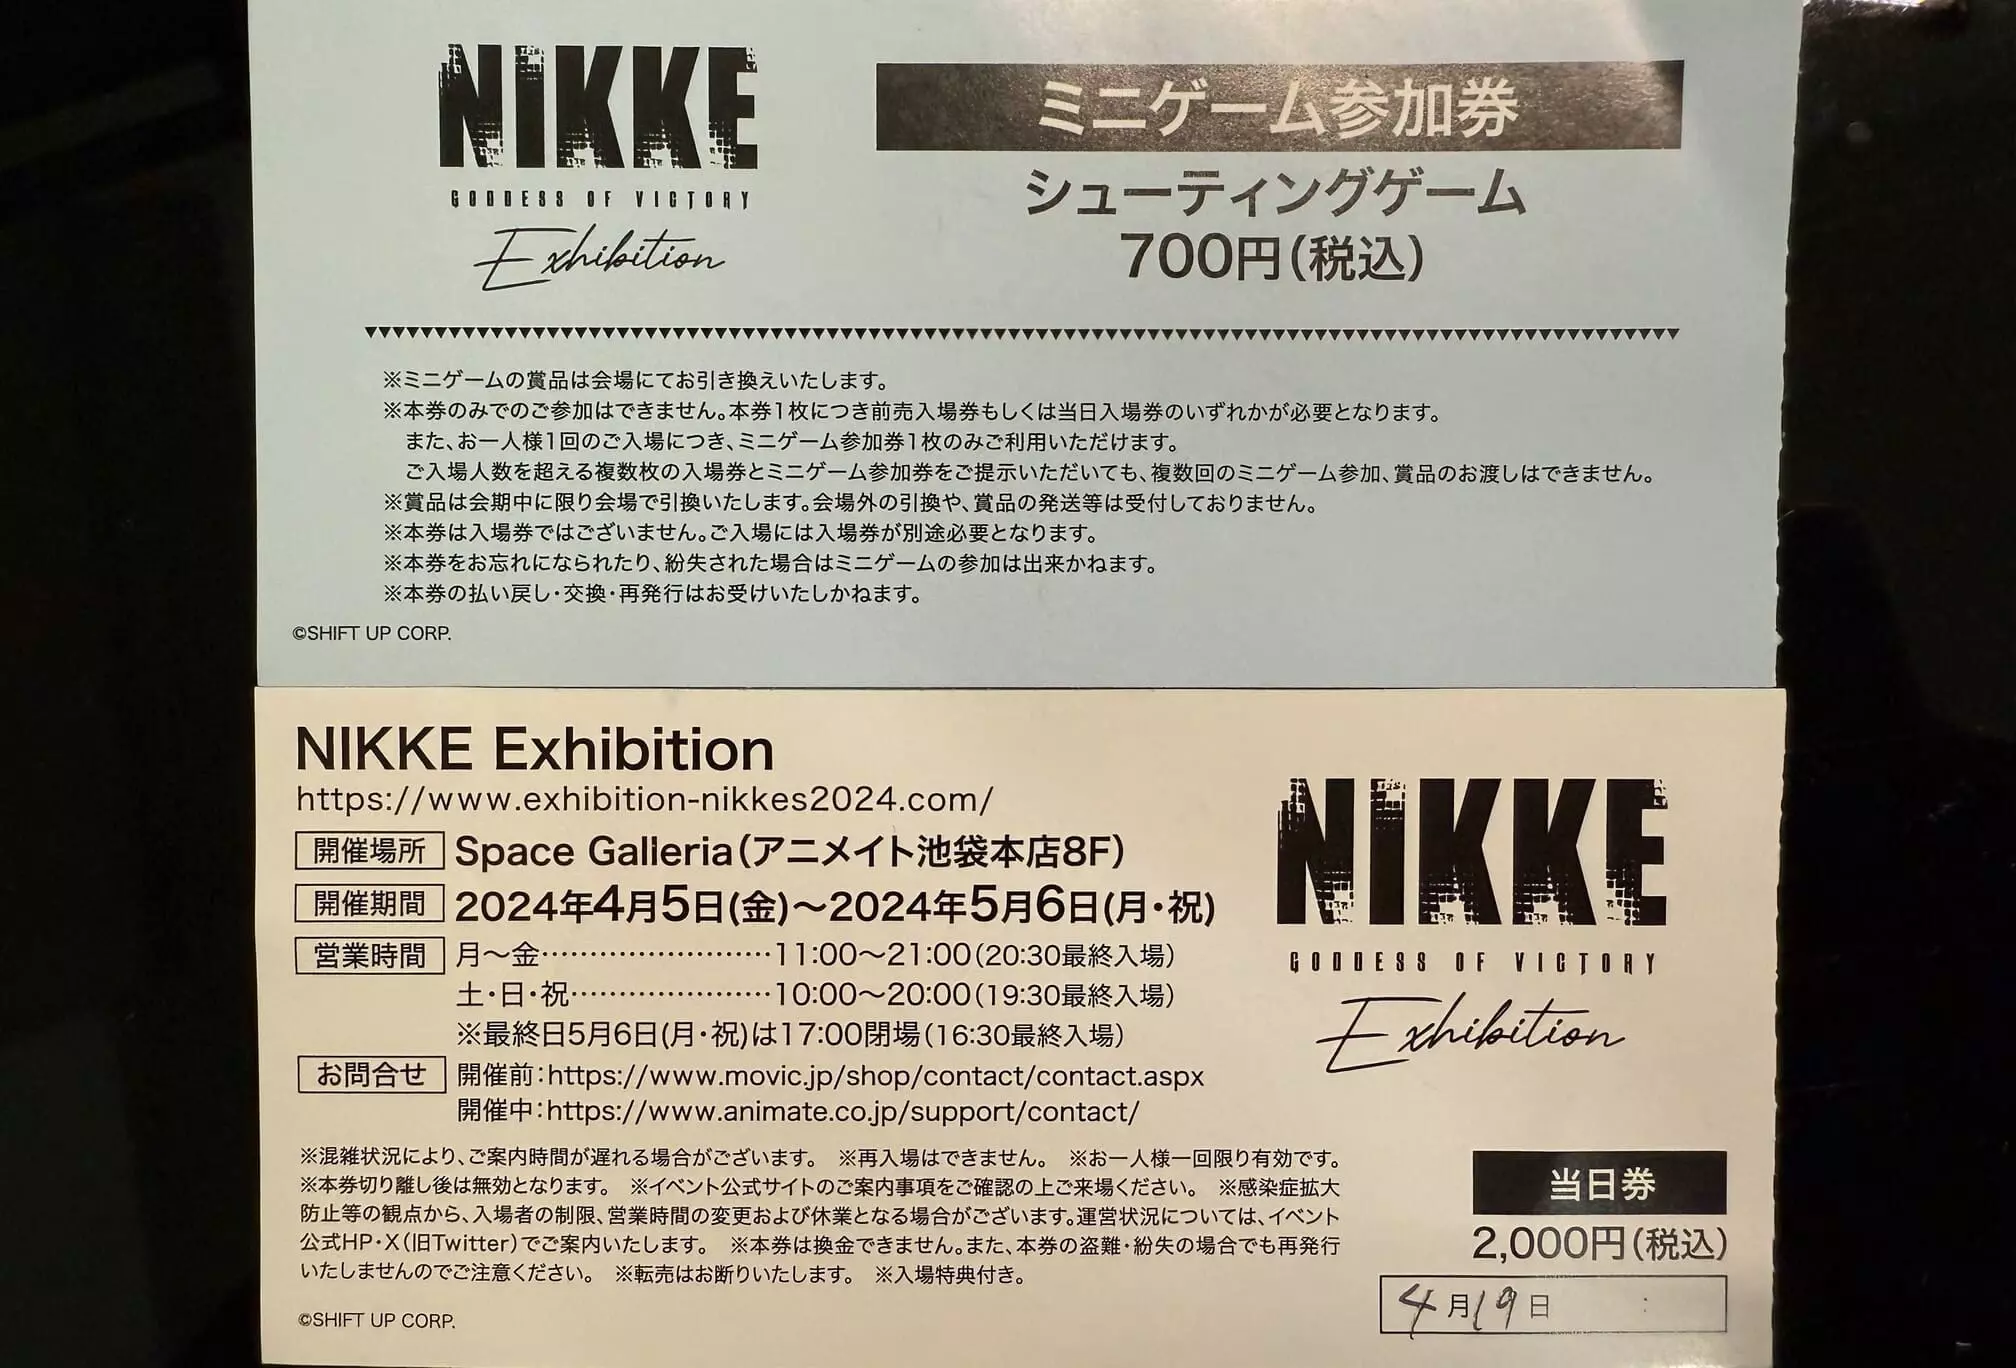 NIKKE
GODDESS OF VICTORY
Exhibition
ミニゲーム参加券
シューティングゲーム
700円(税込)
※ミニゲームの賞品は会場にてお引き換えいたします。
※本券のみでのご参加はできません。本券1枚につき前売入場券もしくは当日入場券のいずれかが必要となります。
また、お一人様1回のご入場につき、ミニゲーム参加券1枚のみご利用いただけます。
ご入場人数を超える複数枚の入場券とミニゲーム参加券をご提示いただいても、複数回のミニゲーム参加、賞品のお渡しはできません。
※賞品は会期中に限り会場で引換いたします。会場外の引換や、賞品の発送等は受付しておりません。
※本券は入場券ではございません。ご入場には入場券が別途必要となります。
※本券をお忘れになられたり、紛失された場合はミニゲームの参加は出来かねます。
※本券の払い戻し・交換・再発行はお受けいたしかねます。
©SHIFT UP CORP.
NIKKE Exhibition
https://www.exhibition-nikkes2024.com/
開催場所 Space Galleria(アニメイト池袋本店8F)
開催期間 2024年4月5日(金)〜2024年5月6日(月・祝)
営業時間 月〜金……………………11:00〜21:00(20:30最終入場)
土・日・祝…………………10:00〜20:00(19:30最終入場)
※最終日5月6日(月・祝)は17:00閉場(16:30最終入場)
お問合せ 開催前:https://www.movic.jp/shop/contact/contact.aspx
開催中:https://www.animate.co.jp/support/contact/
※混雑状況により、ご案内時間が遅れる場合がございます。 ※再入場はできません。 ※お一人様一回限り有効です。
※本券切り離し後は無効となります。 ※イベント公式サイトのご案内事項をご確認の上ご来場ください。 ※感染症拡大
防止等の観点から、入場者の制限、営業時間の変更および休業となる場合がございます。運営状況については、イベント
公式HP・X(旧Twitter)でご案内いたします。 ※本券は換金できません。また、本券の盗難・紛失の場合でも再発行
いたしませんのでご注意ください。 ※転売はお断りいたします。 ※入場特典付き。
©SHIFT UP CORP.
NIKKE
GODDESS OF VICTORY
Exhibition
当日券
2,000円(税込)
4月19日 :